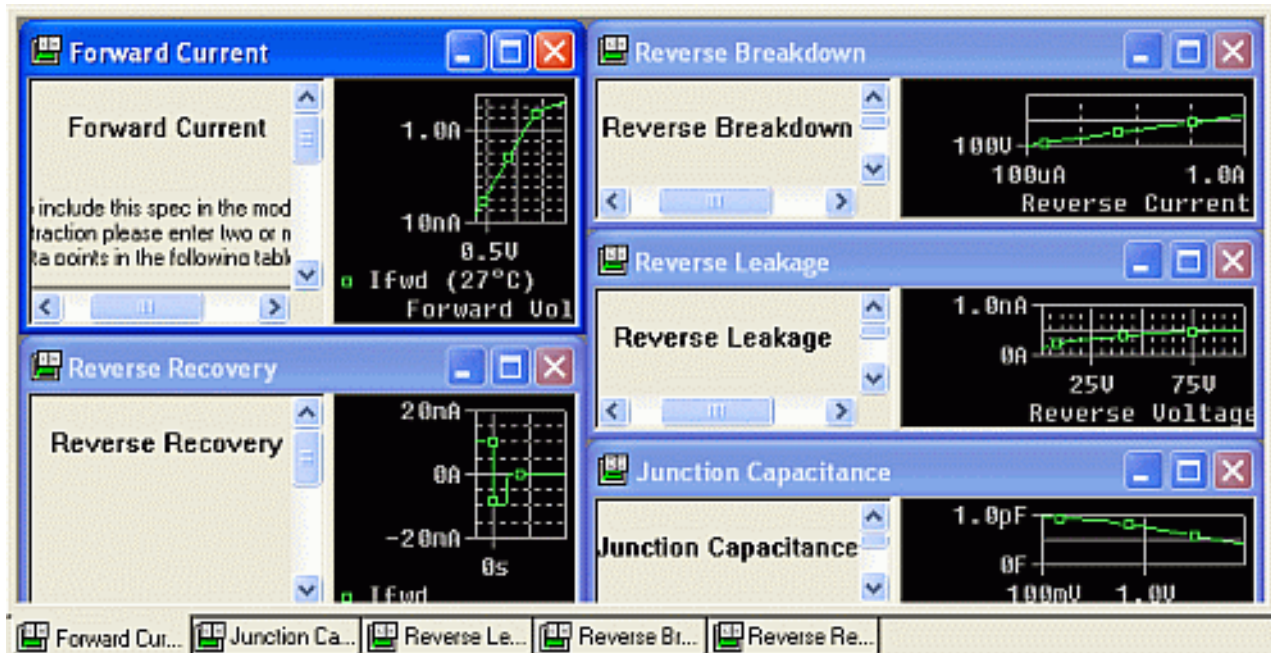 Forward Current
Forward Current
include this spec in the mod
traction please enter two or
ta points in the following tabl
1.0A
10nA
0.5V
Ifwd (27°C)
Forward Vol
Reverse Recovery
Reverse Recovery
20mA
0A
-20mA
0s
Ifwd
Reverse Breakdown
Reverse Breakdown
100V
100uA 1.0A
Reverse Current
Reverse Leakage
Reverse Leakage
1.0nA
0A
25V 75V
Reverse Voltage
Junction Capacitance
Junction Capacitance
1.0pF
0F
100mV 1.0V
Forward Cur... Junction Ca... Reverse Le... Reverse Br... Reverse Re...